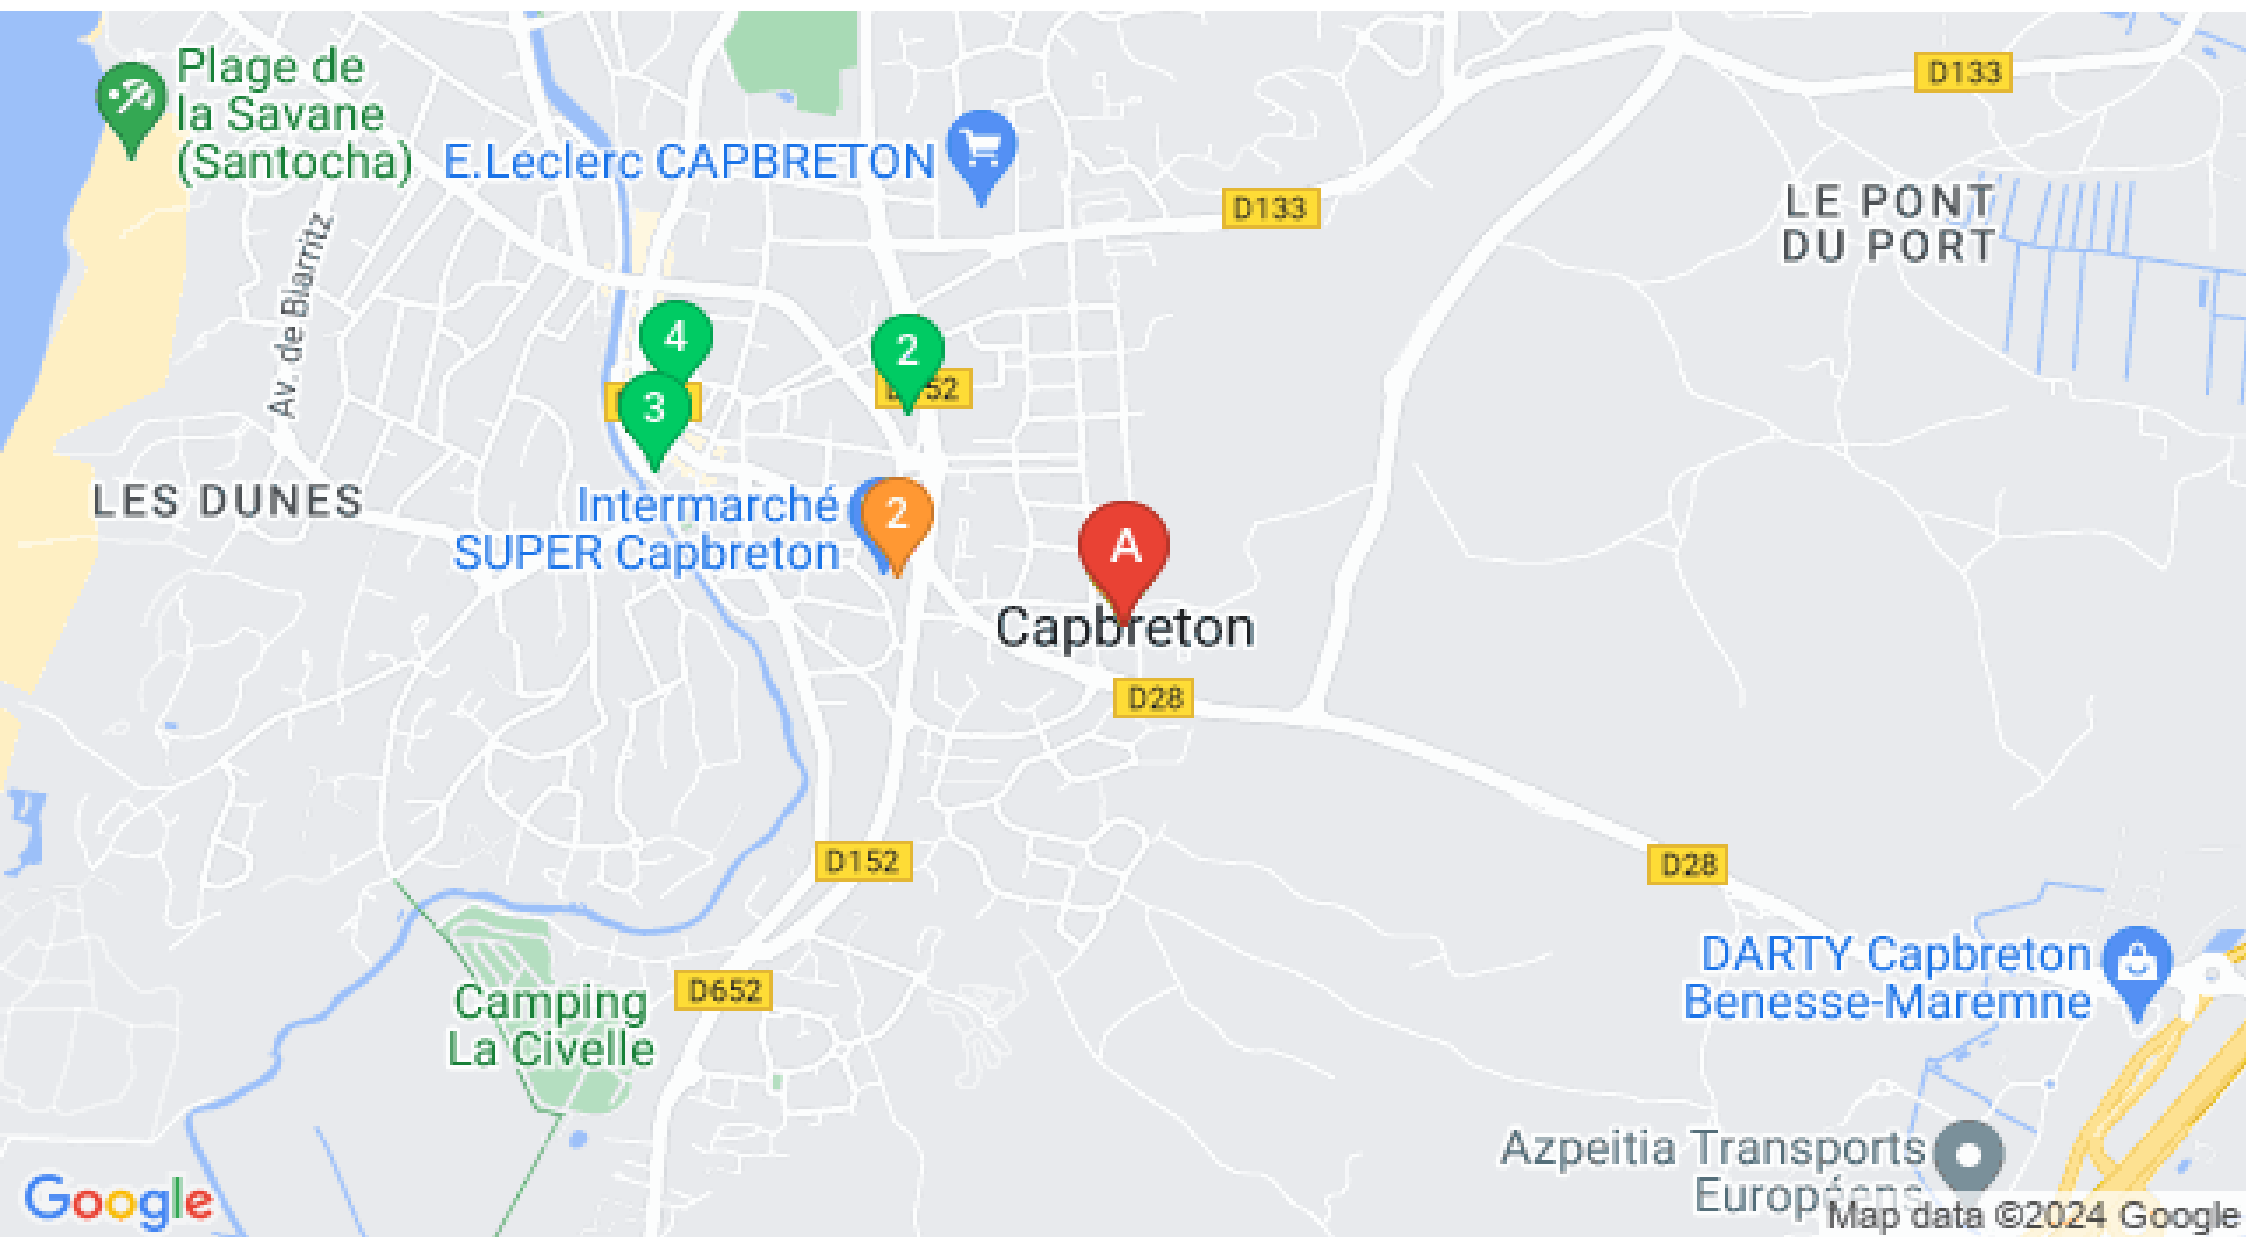 Plage de
la Savane
(Santocha)
E.Leclerc CAPBRETON
D133
D133
LE PONT
DU PORT
Av. de Biarritz
4
2
52
3
LES DUNES
Intermarché
SUPER Capbreton
2
A
Capbreton
D28
D152
D28
DARTY Capbreton
Benesse-Maremne
D652
Camping
La Civelle
Azpeitia Transports
Européens
Google
Map data ©2024 Google